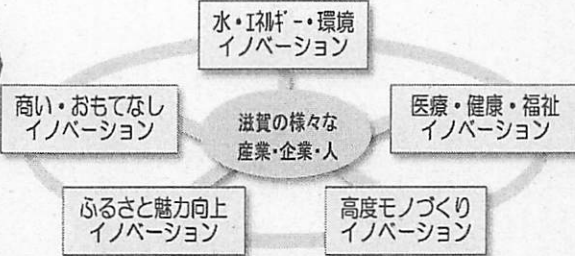 水・エネルギー・環境
イノベーション
商い・おもてなし
イノベーション
医療・健康・福祉
イノベーション
滋賀の様々な
産業・企業・人
ふるさと魅力向上
イノベーション
高度モノづくり
イノベーション